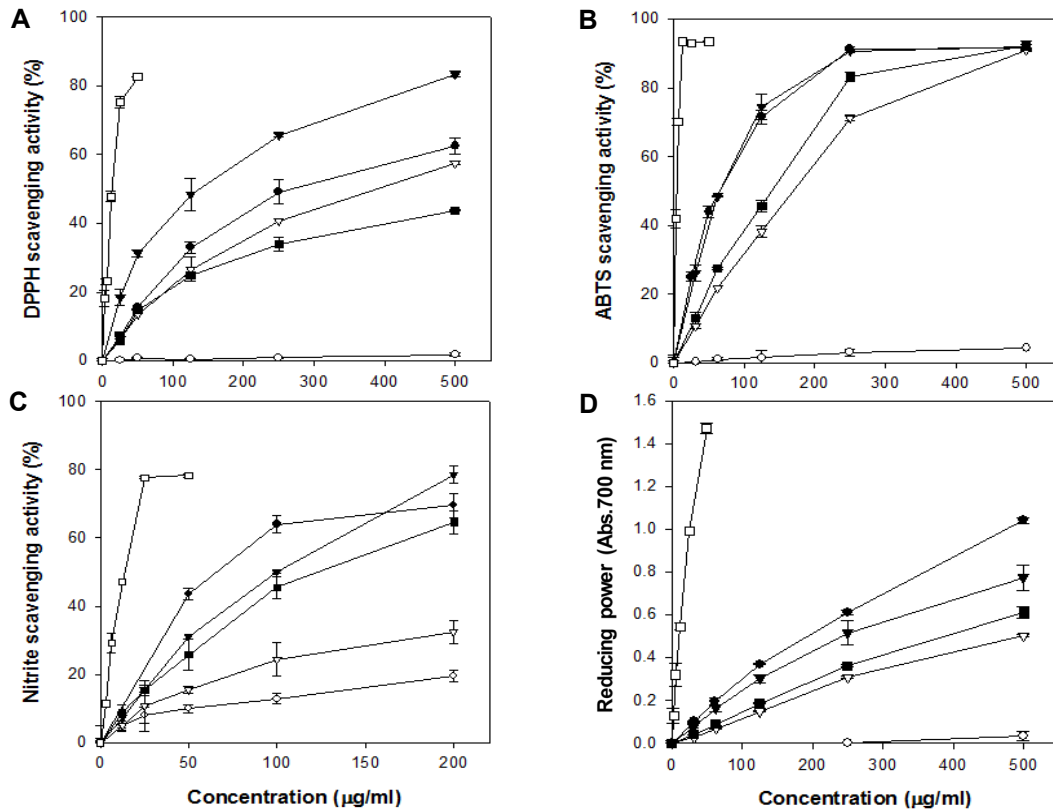 A
DPPH scavenging activity (%)
100
80
60
40
20
0
0 100 200 300 400 500
B
ABTS scavenging activity (%)
100
80
60
40
20
0
0 100 200 300 400 500
C
Nitrite scavenging activity (%)
100
80
60
40
20
0
0 50 100 150 200
Concentration (µg/ml)
D
Reducing power (Abs.700 nm)
1.6
1.4
1.2
1.0
0.8
0.6
0.4
0.2
0.0
0 100 200 300 400 500
Concentration (µg/ml)